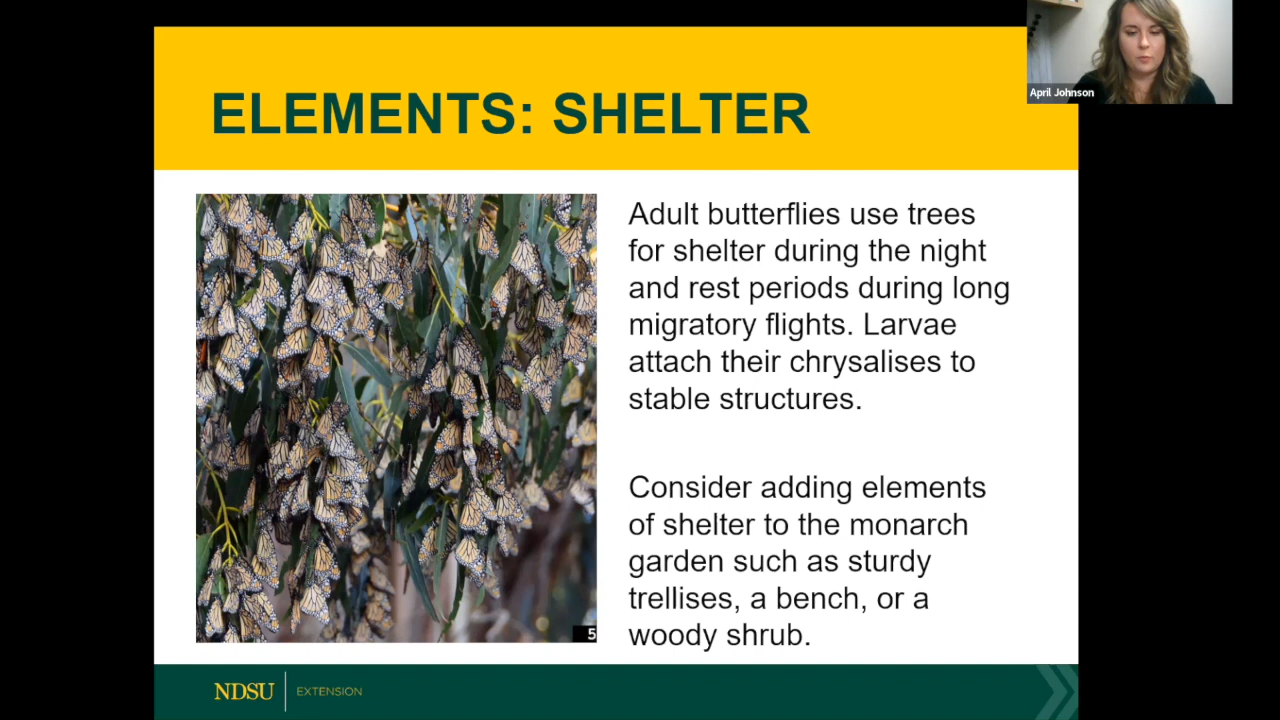 April Johnson
ELEMENTS: SHELTER
Adult butterflies use trees
for shelter during the night
and rest periods during long
migratory flights. Larvae
attach their chrysalises to
stable structures.
Consider adding elements
of shelter to the monarch
garden such as sturdy
trellises, a bench, or a
woody shrub.
5
NDSU EXTENSION